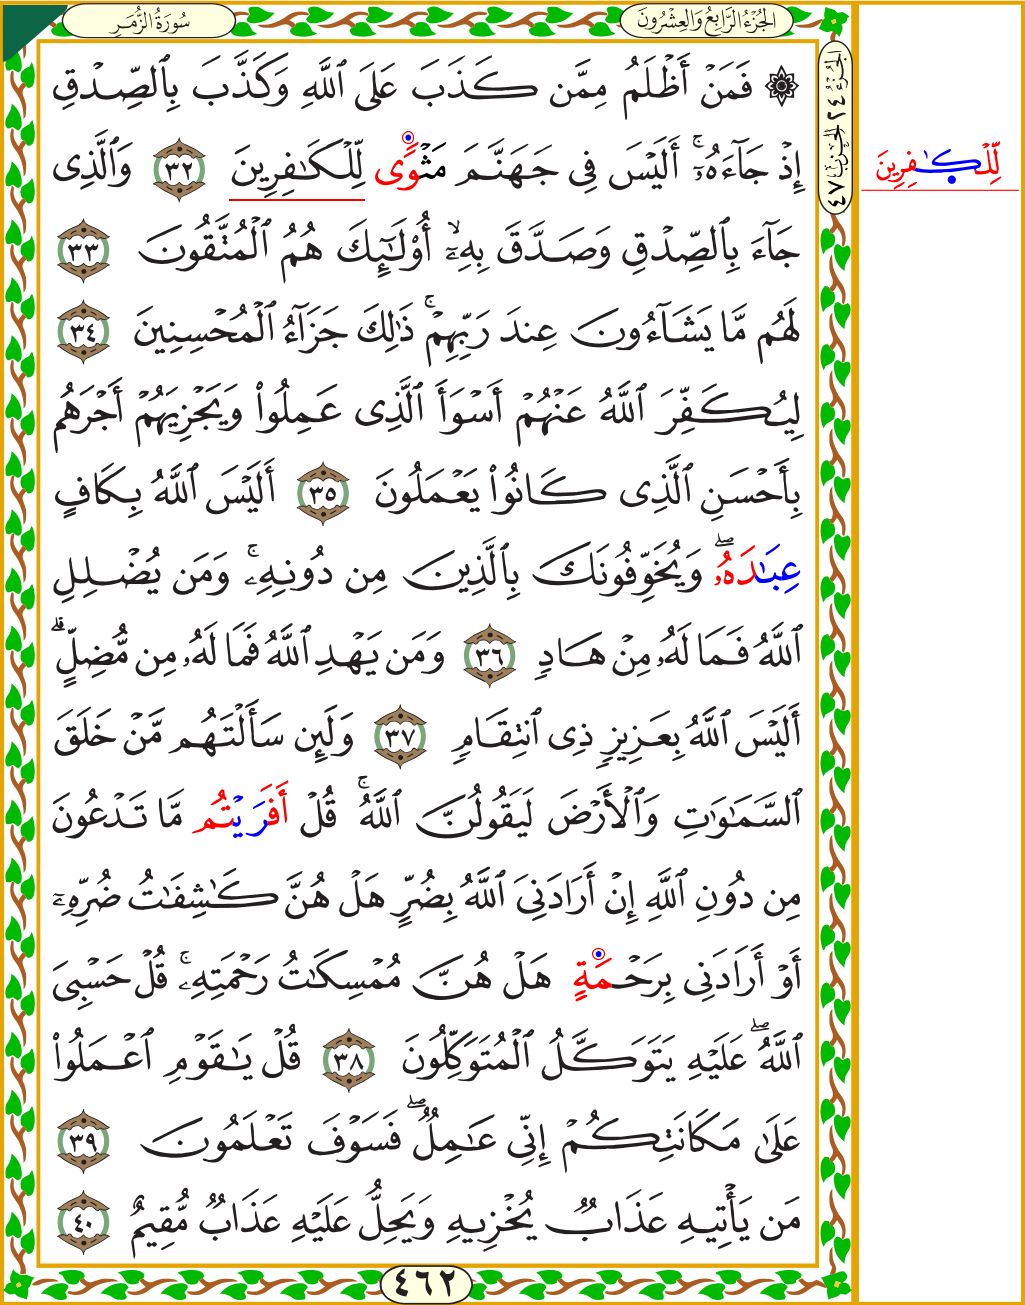 الجُزْءُ الرَّابِعُ وَالعِشْرُونَ
سُورَةُ الزُّمَرِ
الجُزْءُ ٢٤ الحِزْبُ ٤٧
۞ فَمَنْ أَظْلَمُ مِمَّن كَذَبَ عَلَى ٱللَّهِ وَكَذَّبَ بِٱلصِّدْقِ
إِذْ جَآءَهُۥٓۚ أَلَيْسَ فِى جَهَنَّمَ مَثْوًى لِّلْكَٰفِرِينَ ٣٢ وَٱلَّذِى
جَآءَ بِٱلصِّدْقِ وَصَدَّقَ بِهِۦٓۙ أُوْلَٰٓئِكَ هُمُ ٱلْمُتَّقُونَ ٣٣
لَهُم مَّا يَشَآءُونَ عِندَ رَبِّهِمْۚ ذَٰلِكَ جَزَآءُ ٱلْمُحْسِنِينَ ٣٤
لِيُكَفِّرَ ٱللَّهُ عَنْهُمْ أَسْوَأَ ٱلَّذِى عَمِلُوا۟ وَيَجْزِيَهُمْ أَجْرَهُم
بِأَحْسَنِ ٱلَّذِى كَانُوا۟ يَعْمَلُونَ ٣٥ أَلَيْسَ ٱللَّهُ بِكَافٍ
عِبَٰدَهُۥۖ وَيُخَوِّفُونَكَ بِٱلَّذِينَ مِن دُونِهِۦۚ وَمَن يُضْلِلِ
ٱللَّهُ فَمَا لَهُۥ مِنْ هَادٍ ٣٦ وَمَن يَهْدِ ٱللَّهُ فَمَا لَهُۥ مِن مُّضِلٍّۗ
أَلَيْسَ ٱللَّهُ بِعَزِيزٍ ذِى ٱنتِقَامٍ ٣٧ وَلَئِن سَأَلْتَهُم مَّنْ خَلَقَ
ٱلسَّمَٰوَٰتِ وَٱلْأَرْضَ لَيَقُولُنَّ ٱللَّهُۚ قُلْ أَفَرَيْتُم مَّا تَدْعُونَ
مِن دُونِ ٱللَّهِ إِنْ أَرَادَنِىَ ٱللَّهُ بِضُرٍّ هَلْ هُنَّ كَٰشِفَٰتُ ضُرِّهِۦٓ
أَوْ أَرَادَنِى بِرَحْمَةٍ هَلْ هُنَّ مُمْسِكَٰتُ رَحْمَتِهِۦۚ قُلْ حَسْبِىَ
ٱللَّهُۖ عَلَيْهِ يَتَوَكَّلُ ٱلْمُتَوَكِّلُونَ ٣٨ قُلْ يَٰقَوْمِ ٱعْمَلُوا۟
عَلَىٰ مَكَانَتِكُمْ إِنِّى عَٰمِلٌۖ فَسَوْفَ تَعْلَمُونَ ٣٩
مَن يَأْتِيهِ عَذَابٌ يُخْزِيهِ وَيَحِلُّ عَلَيْهِ عَذَابٌ مُّقِيمٌ ٤٠
لِّلْكَٰفِرِينَ
٤٦٢